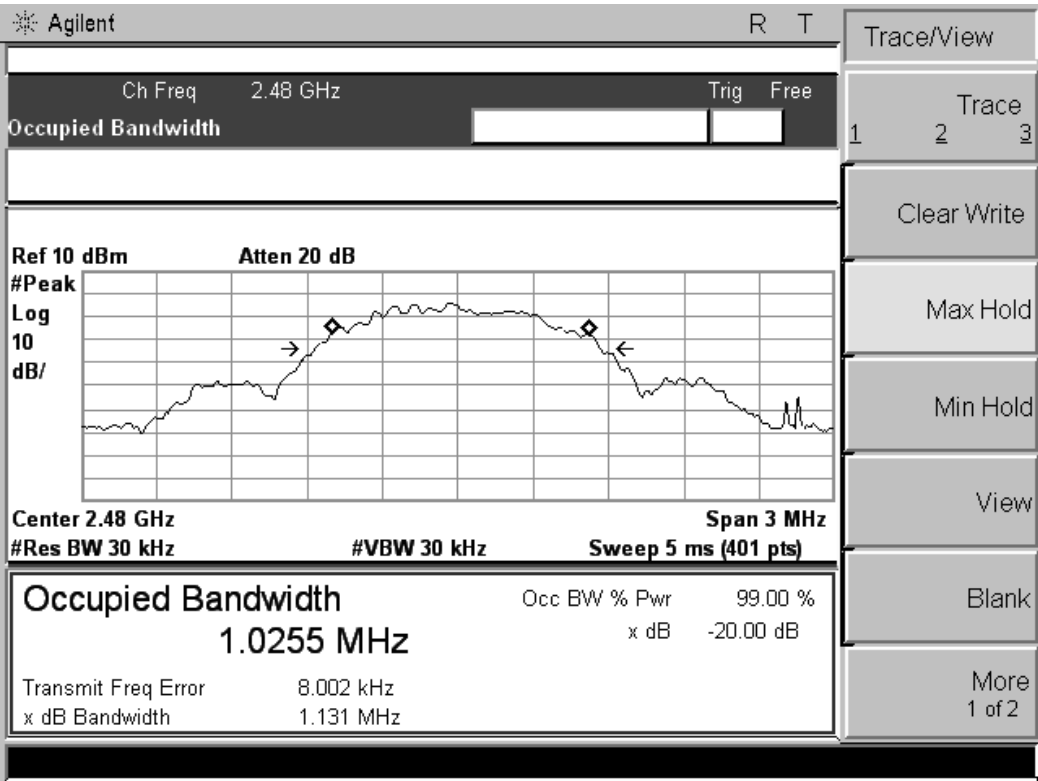 Agilent R T
Trace/View
Ch Freq 2.48 GHz Trig Free
Occupied Bandwidth
Trace
1 2 3
Clear Write
Ref 10 dBm Atten 20 dB
#Peak
Log
10
dB/
Max Hold
Min Hold
View
Center 2.48 GHz Span 3 MHz
#Res BW 30 kHz #VBW 30 kHz Sweep 5 ms (401 pts)
Occupied Bandwidth Occ BW % Pwr 99.00 %
1.0255 MHz x dB -20.00 dB
Blank
Transmit Freq Error 8.002 kHz
x dB Bandwidth 1.131 MHz
More
1 of 2